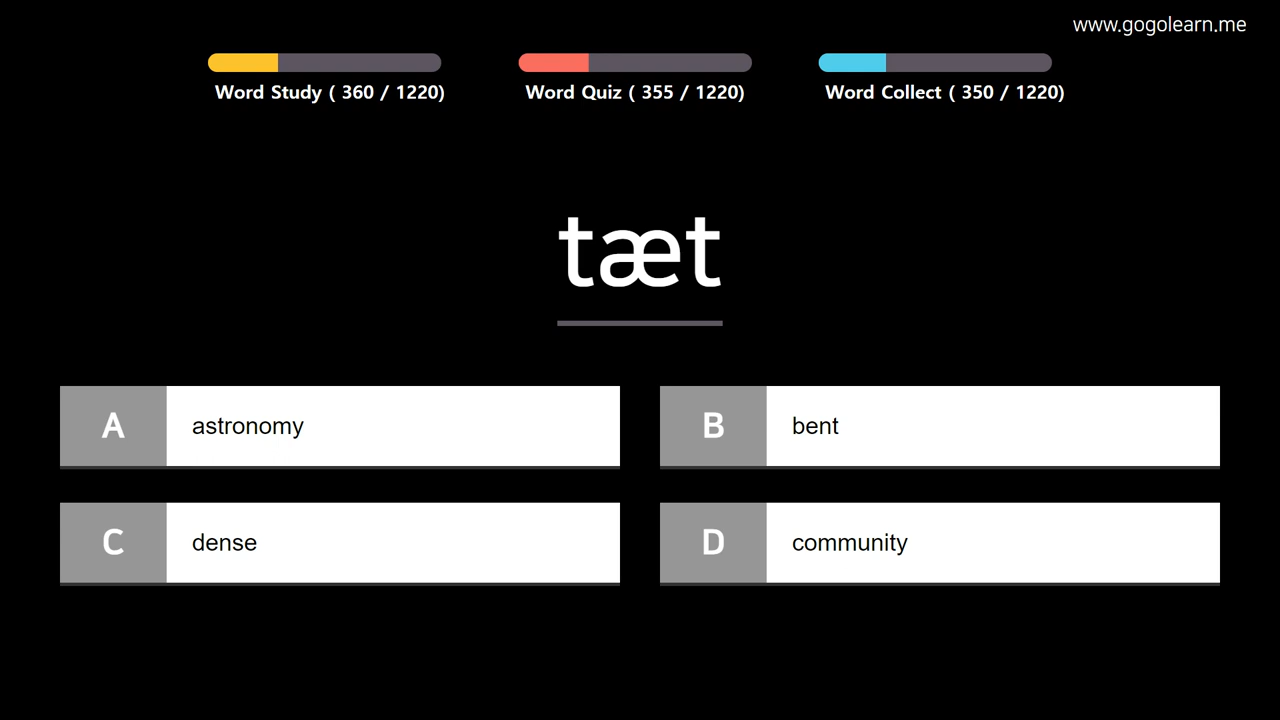 www.gogolearn.me
Word Study ( 360 / 1220)
Word Quiz ( 355 / 1220)
Word Collect ( 350 / 1220)
tæt
A astronomy
B bent
C dense
D community